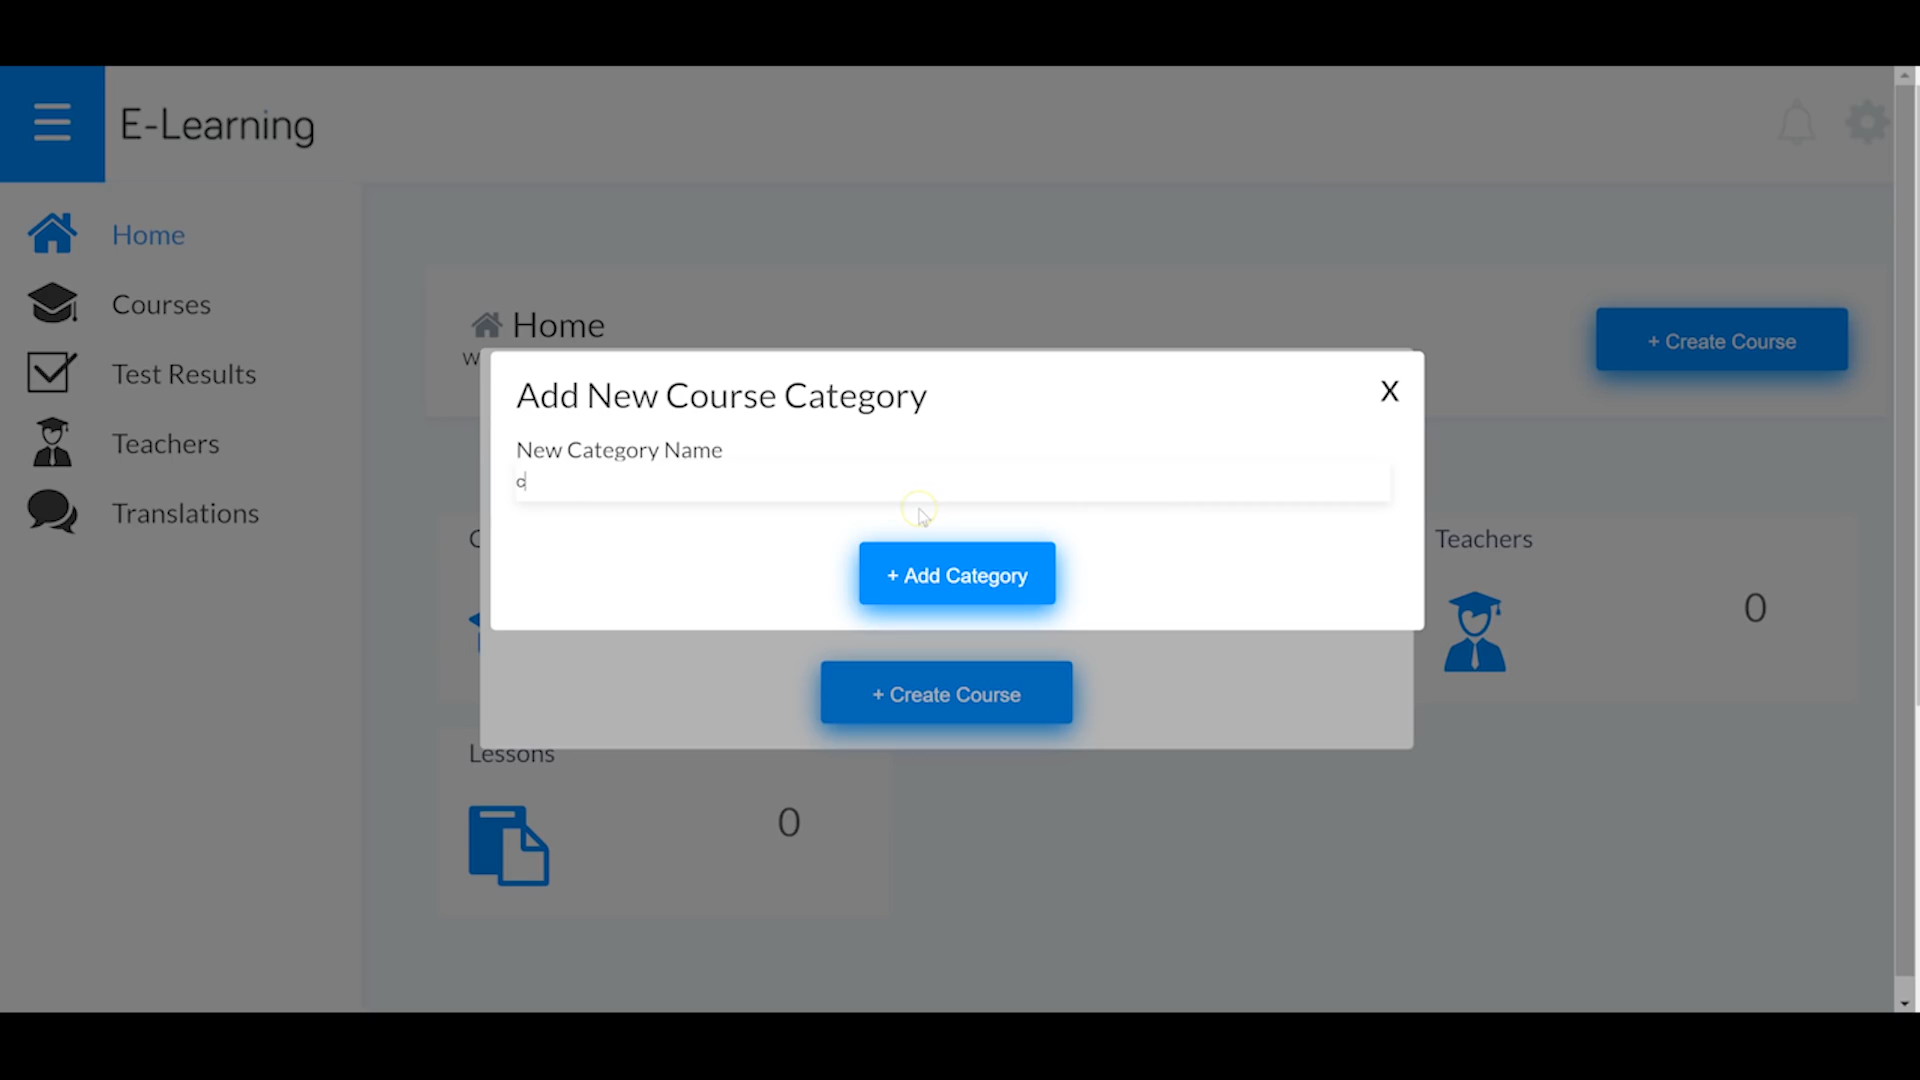 E-Learning
Home
Courses
Test Results
Teachers
Translations
Home
+ Create Course
Add New Course Category
X
New Category Name
c
+ Add Category
+ Create Course
Teachers
0
Lessons
0